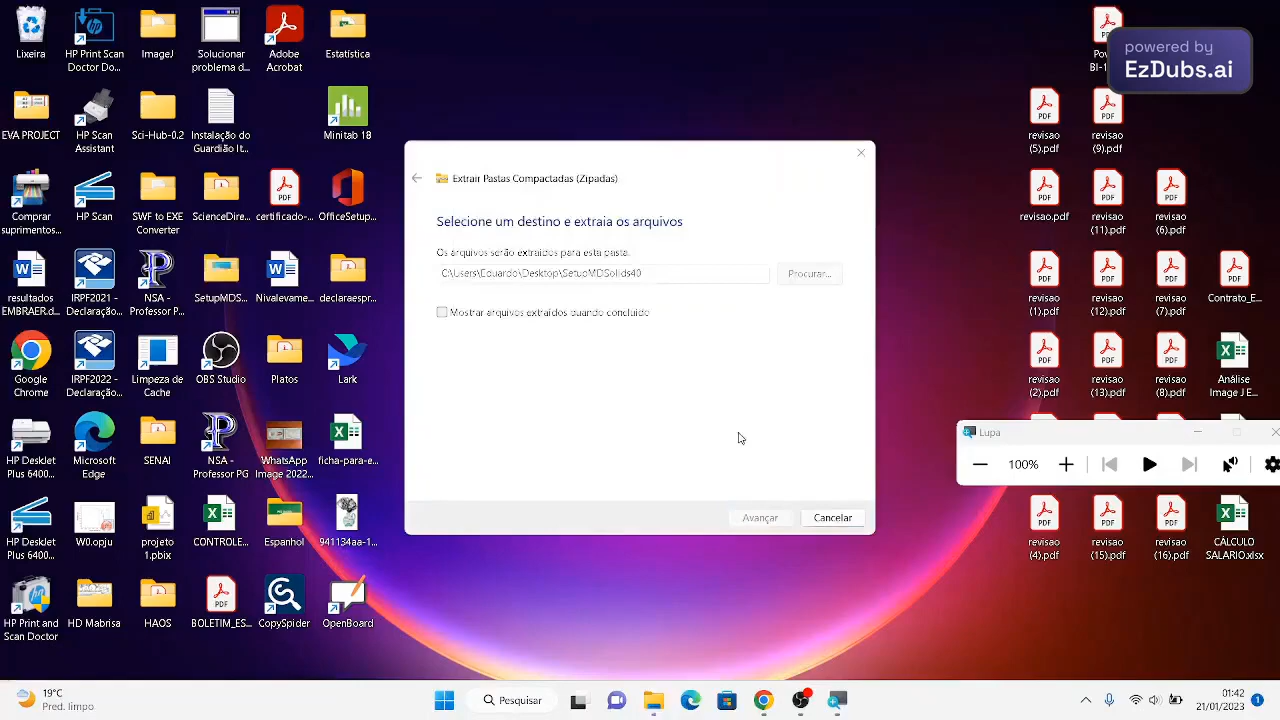 powered by
EzDubs.ai
Lixeira
HP Print Scan
Doctor Do...
ImageJ
Solucionar
problema d...
Adobe
Acrobat
Estatística
EVA PROJECT
HP Scan
Assistant
Sci-Hub-0.2
Instalação do
Guardião It...
Minitab 18
revisao
(5).pdf
revisao
(9).pdf
Comprar
suprimentos...
HP Scan
SWF to EXE
Converter
ScienceDire...
certificado-...
OfficeSetup...
revisao.pdf
revisao
(11).pdf
revisao
(6).pdf
resultados
EMBRAER.d...
IRPF2021 -
Declaração...
NSA -
Professor P...
SetupMDS...
Nivalevame...
declaraespr...
revisao
(1).pdf
revisao
(12).pdf
revisao
(7).pdf
Contrato_E...
Google
Chrome
IRPF2022 -
Declaração...
Limpeza de
Cache
OBS Studio
Platos
Lark
revisao
(2).pdf
revisao
(13).pdf
revisao
(8).pdf
Análise
Image J E...
HP DeskJet
Plus 6400...
Microsoft
Edge
SENAI
NSA -
Professor PG
WhatsApp
Image 2022...
ficha-para-e...
HP DeskJet
Plus 6400...
W0.opju
projeto
1.pbix
CONTROLE...
Espanhol
941134aa-1...
revisao
(4).pdf
revisao
(15).pdf
revisao
(16).pdf
CÁLCULO
SALARIO.xlsx
HP Print and
Scan Doctor
HD Mabrisa
HAOS
BOLETIM_ES...
CopySpider
OpenBoard
Extrair Pastas Compactadas (Zipadas)
Selecione um destino e extraia os arquivos
Os arquivos serão extraídos para esta pasta:
C:\Users\Eduardo\Desktop\SetupMDSolids40
Procurar...
Mostrar arquivos extraídos quando concluído
Avançar
Cancelar
Lupa
100%
19°C
Pred. limpo
Pesquisar
01:42
21/01/2023